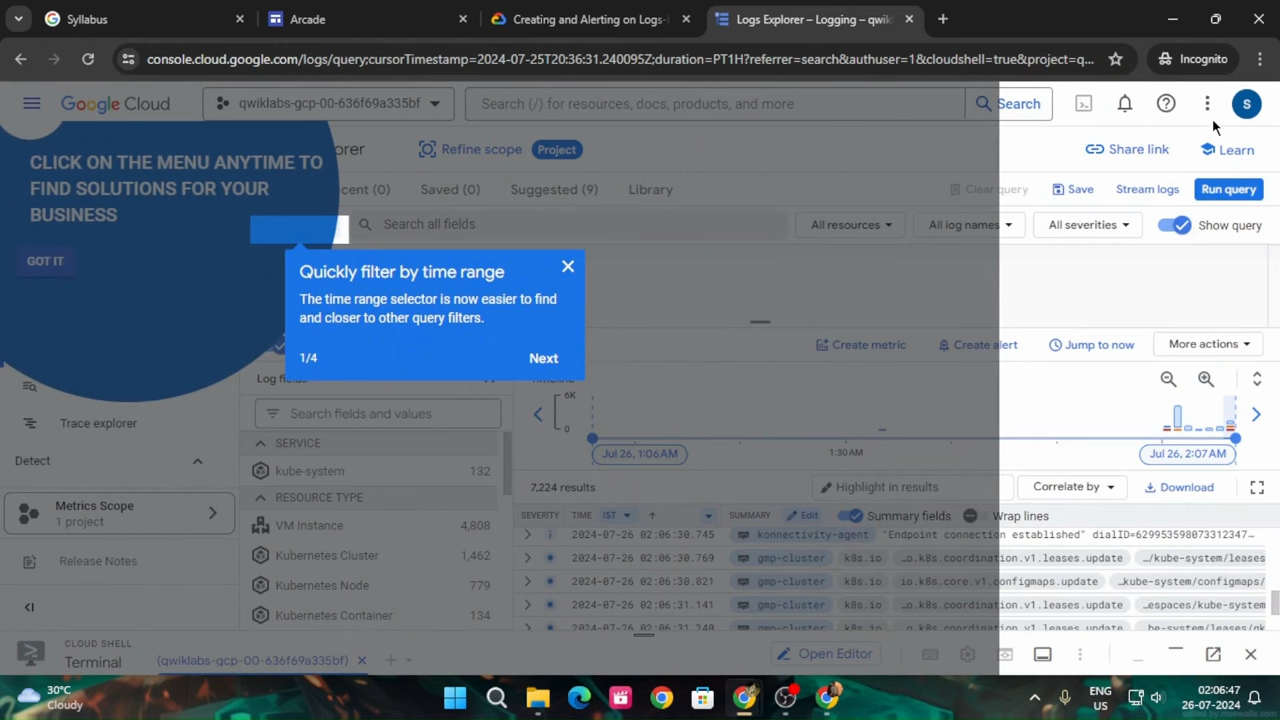 Syllabus
Arcade
Creating and Alerting on Logs-
Logs Explorer – Logging – qwik
console.cloud.google.com/logs/query;cursorTimestamp=2024-07-25T20:36:31.240095Z;duration=PT1H?referrer=search&authuser=1&cloudshell=true&project=q...
Incognito
Google Cloud
qwiklabs-gcp-00-636f69a335bf
Search (/) for resources, docs, products, and more
Search
S
CLICK ON THE MENU ANYTIME TO
FIND SOLUTIONS FOR YOUR
BUSINESS
GOT IT
orer
Refine scope
Project
Share link
Learn
ecent (0)
Saved (0)
Suggested (9)
Library
Clear query
Save
Stream logs
Run query
Search all fields
All resources
All log names
All severities
Show query
Quickly filter by time range
The time range selector is now easier to find
and closer to other query filters.
1/4
Next
Create metric
Create alert
Jump to now
More actions
Log fields
Timeline
Trace explorer
Search fields and values
6K
0
Detect
SERVICE
kube-system 132
Jul 26, 1:06AM
1:30 AM
Jul 26, 2:07AM
Metrics Scope
1 project
RESOURCE TYPE
VM Instance 4,808
Kubernetes Cluster 1,462
Kubernetes Node 779
Kubernetes Container 134
Release Notes
7,224 results
Highlight in results
Correlate by
Download
SEVERITY TIME IST SUMMARY Edit Summary fields Wrap lines
2024-07-26 02:06:30.745 konnectivity-agent "Endpoint connection established" dialID=629953598073312347...
2024-07-26 02:06:30.769 gmp-cluster k8s.io …o.k8s.coordination.v1.leases.update …/kube-system/leases
2024-07-26 02:06:30.821 gmp-cluster k8s.io io.k8s.core.v1.configmaps.update …kube-system/configmaps/
2024-07-26 02:06:31.141 gmp-cluster k8s.io …o.k8s.coordination.v1.leases.update …espaces/kube-system
2024-07-26 02:06:31.240 gmp-cluster k8s.io …o.k8s.coordination.v1.leases.update …be-system/leases/gk
CLOUD SHELL
Terminal
(qwiklabs-gcp-00-636f69a335bf)
Open Editor
30°C
Cloudy
ENG
US
02:06:47
26-07-2024